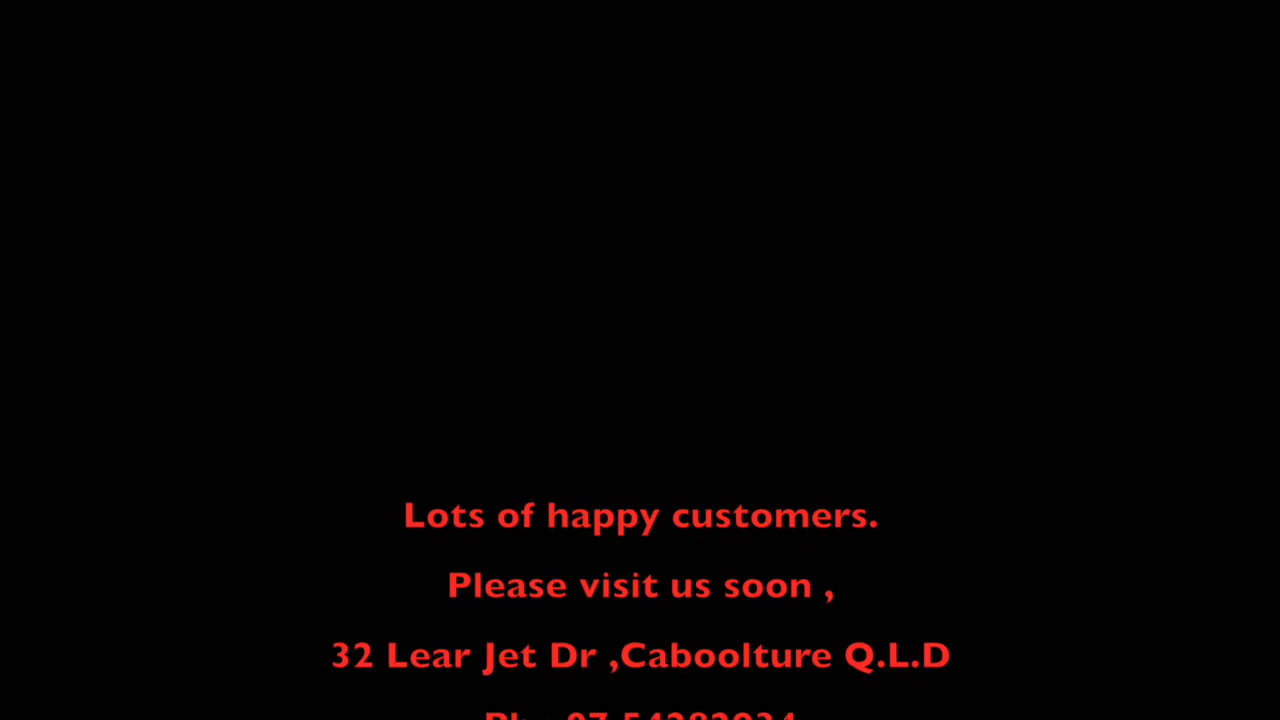 Lots of happy customers.
Please visit us soon ,
32 Lear Jet Dr ,Caboolture Q.L.D